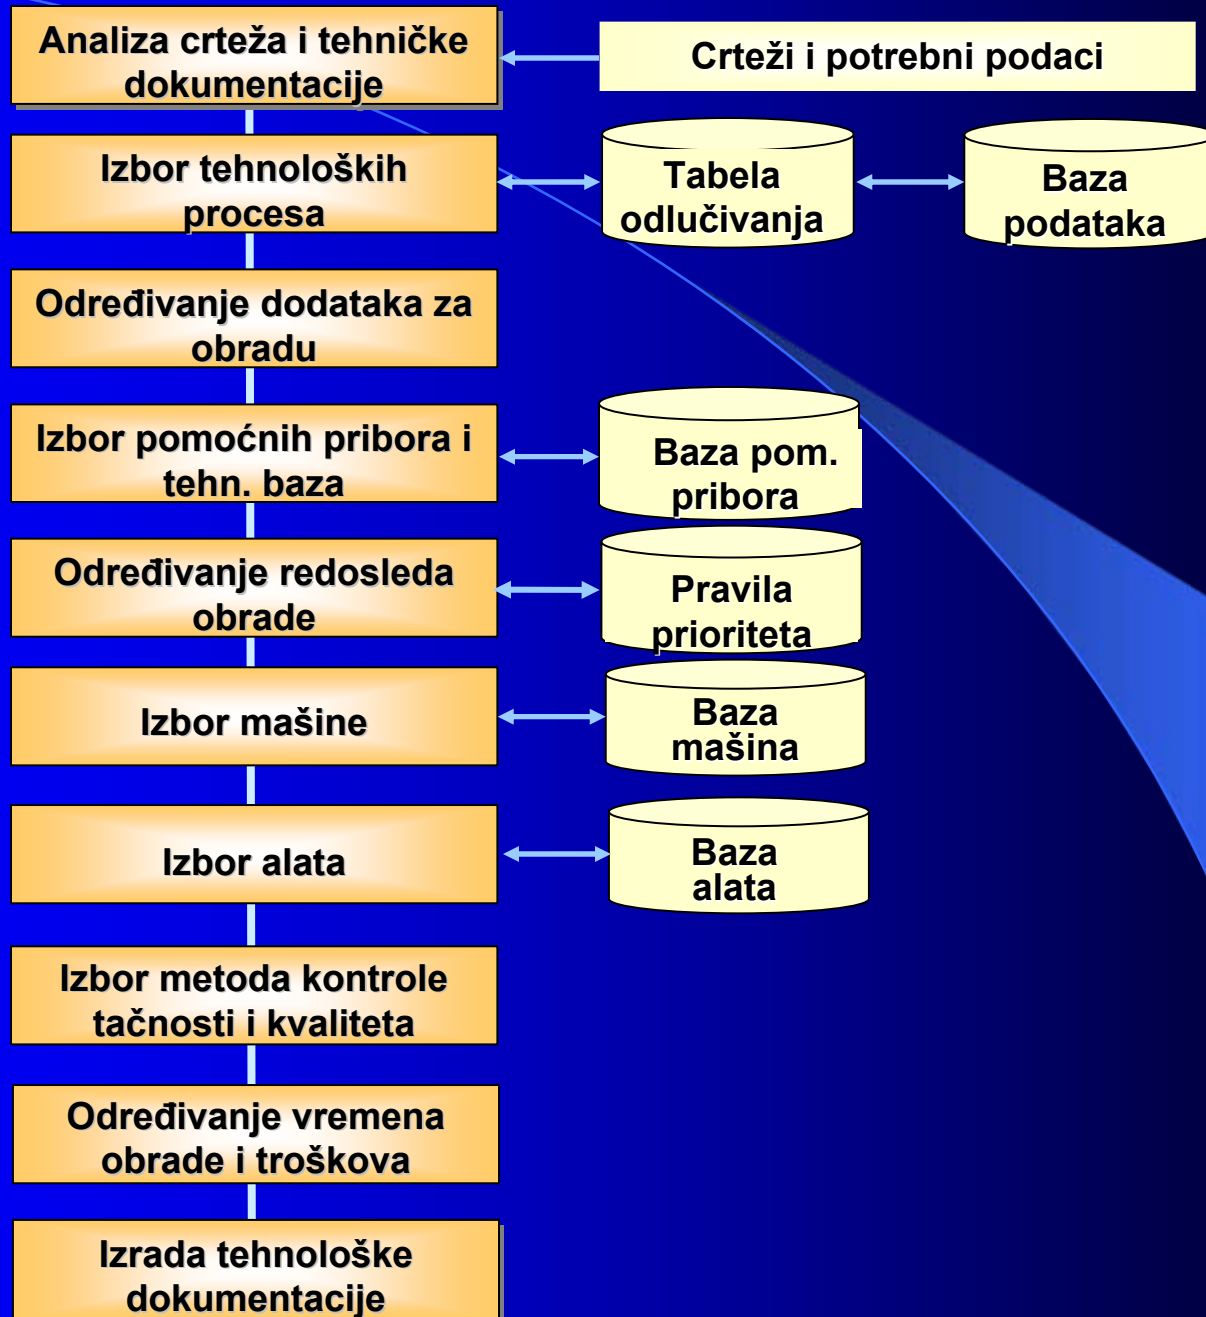 Analiza crteža i tehničke
dokumentacije
Crteži i potrebni podaci
Izbor tehnoloških
procesa
Tabela
odlučivanja
Baza
podataka
Određivanje dodataka za
obradu
Izbor pomoćnih pribora i
tehn. baza
Baza pom.
pribora
Određivanje redosleda
obrade
Pravila
prioriteta
Izbor mašine
Baza
mašina
Izbor alata
Baza
alata
Izbor metoda kontrole
tačnosti i kvaliteta
Određivanje vremena
obrade i troškova
Izrada tehnološke
dokumentacije